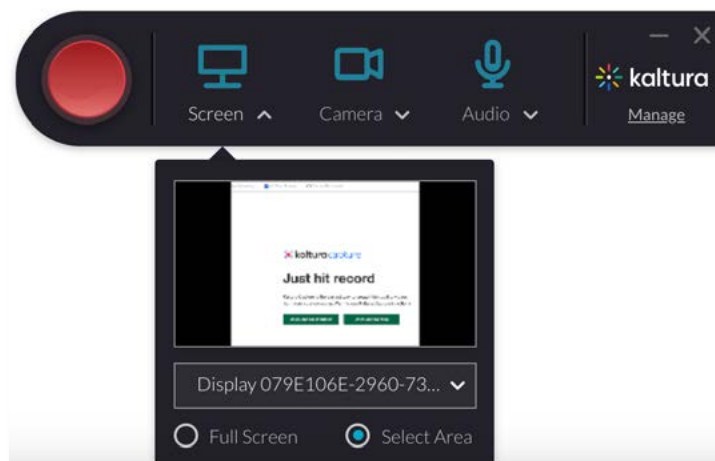 kaltura
Screen
Camera
Audio
Manage
kaltura capture
Just hit record
Display 079E106E-2960-73...
Full Screen
Select Area